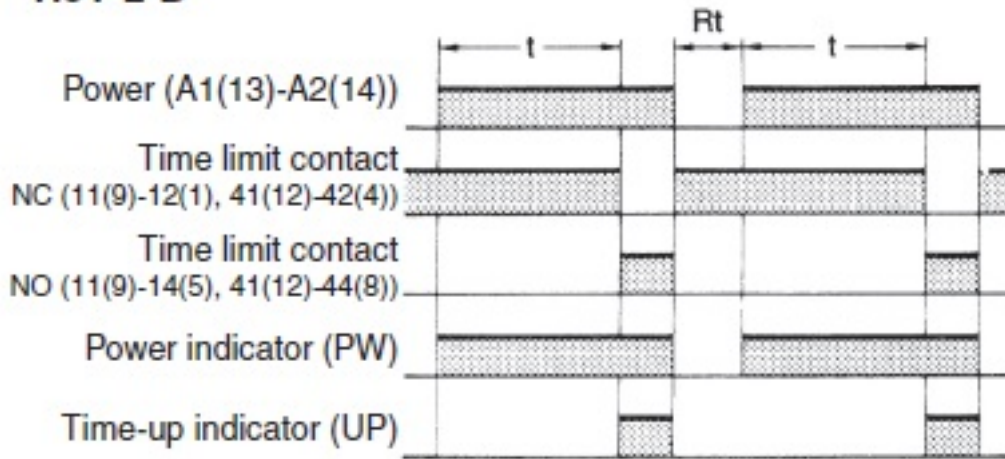 Rt
t
t
Power (A1(13)-A2(14))
Time limit contact
NC (11(9)-12(1), 41(12)-42(4))
Time limit contact
NO (11(9)-14(5), 41(12)-44(8))
Power indicator (PW)
Time-up indicator (UP)